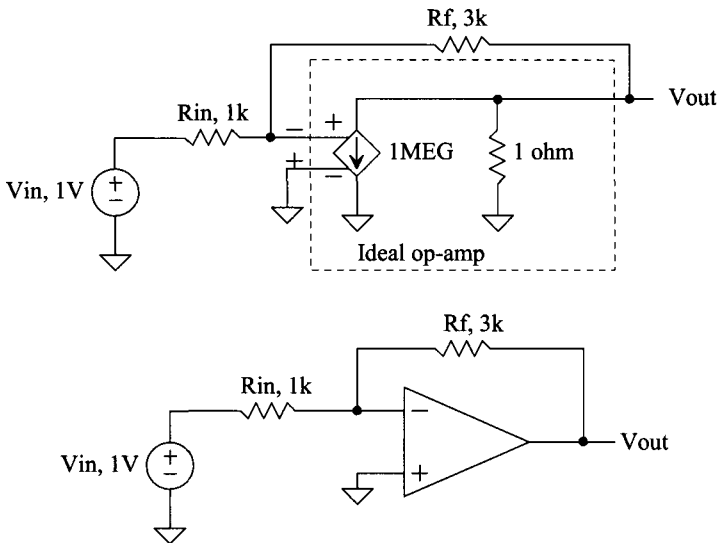 Rf, 3k
Rin, 1k
− +
Vout
1MEG
1 ohm
+
−
Vin, 1V
+
−
Ideal op-amp
Rf, 3k
Rin, 1k
−
Vout
Vin, 1V
+
−
+